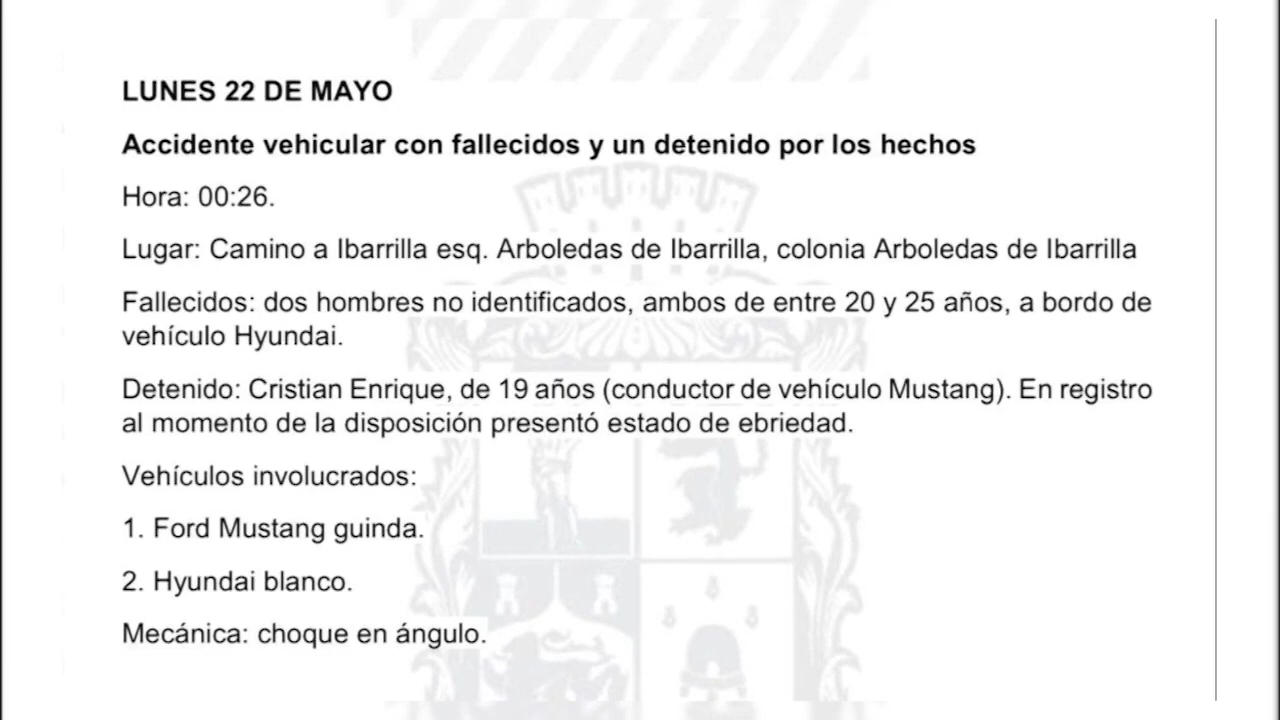 LUNES 22 DE MAYO
Accidente vehicular con fallecidos y un detenido por los hechos
Hora: 00:26.
Lugar: Camino a Ibarrilla esq. Arboledas de Ibarrilla, colonia Arboledas de Ibarrilla
Fallecidos: dos hombres no identificados, ambos de entre 20 y 25 años, a bordo de
vehículo Hyundai.
Detenido: Cristian Enrique, de 19 años (conductor de vehículo Mustang). En registro
al momento de la disposición presentó estado de ebriedad.
Vehículos involucrados:
1. Ford Mustang guinda.
2. Hyundai blanco.
Mecánica: choque en ángulo.